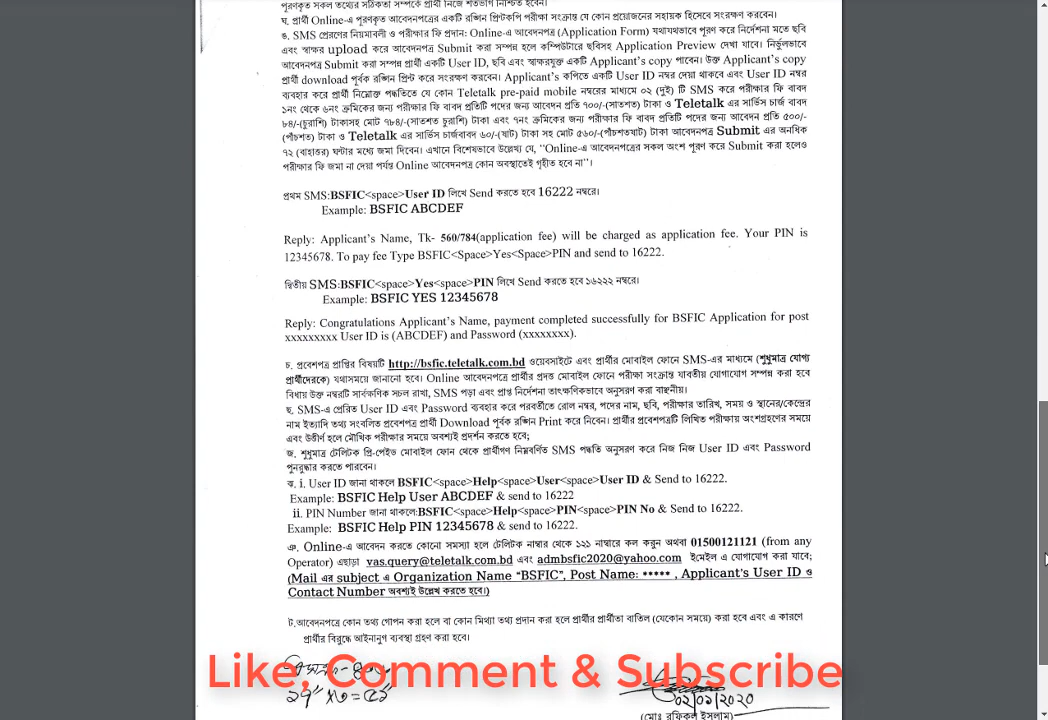 পূরণকৃত সকল তথ্যের সঠিকতা সম্পর্কে প্রার্থী নিজে শতভাগ নিশ্চিত হবেন।
ঘ. প্রার্থী Online-এ পূরণকৃত আবেদনপত্রের একটি রঙ্গিন প্রিন্টকপি পরীক্ষা সংক্রান্ত যে কোন প্রয়োজনের সহায়ক হিসেবে সংরক্ষণ করবেন।
ঙ. SMS প্রেরণের নিয়মাবলী ও পরীক্ষার ফি প্রদান: Online-এ আবেদনপত্র (Application Form) যথাযথভাবে পূরণ করে নির্দেশনা মতে ছবি
এবং স্বাক্ষর upload করে আবেদনপত্র Submit করা সম্পন্ন হলে কম্পিউটারে ছবিসহ Application Preview দেখা যাবে। নির্ভুলভাবে
আবেদনপত্র Submit করা সম্পন্ন প্রার্থী একটি User ID, ছবি এবং স্বাক্ষরযুক্ত একটি Applicant's copy পাবেন। উক্ত Applicant's copy
প্রার্থী download পূর্বক রঙ্গিন প্রিন্ট করে সংরক্ষণ করবেন। Applicant's কপিতে একটি User ID নম্বর দেয়া থাকবে এবং User ID নম্বর
ব্যবহার করে প্রার্থী নিম্নোক্ত পদ্ধতিতে যে কোন Teletalk pre-paid mobile নম্বরের মাধ্যমে ০২ (দুই) টি SMS করে পরীক্ষার ফি বাবদ
১নং থেকে ৬নং ক্রমিকের জন্য পরীক্ষার ফি বাবদ প্রতিটি পদের জন্য আবেদন প্রতি ৭০০/-(সাতশত) টাকা ও Teletalk এর সার্ভিস চার্জ বাবদ
৮৪/-(চুরাশি) টাকাসহ মোট ৭৮৪/-(সাতশত চুরাশি) টাকা এবং ৭নং ক্রমিকের জন্য পরীক্ষার ফি বাবদ প্রতিটি পদের জন্য আবেদন প্রতি ৫০০/-
(পাঁচশত) টাকা ও Teletalk এর সার্ভিস চার্জবাবদ ৬০/-(ষাট) টাকা সহ মোট ৫৬০/-(পাঁচশতষাট) টাকা আবেদনপত্র Submit এর অনধিক
৭২ (বাহাত্তর) ঘন্টার মধ্যে জমা দিবেন। এখানে বিশেষভাবে উল্লেখ্য যে, "Online-এ আবেদনপত্রের সকল অংশ পূরণ করে Submit করা হলেও
পরীক্ষার ফি জমা না দেয়া পর্যন্ত Online আবেদনপত্র কোন অবস্থাতেই গৃহীত হবে না"।
প্রথম SMS:BSFIC<space>User ID লিখে Send করতে হবে 16222 নম্বরে।
Example: BSFIC ABCDEF
Reply: Applicant's Name, Tk- 560/784(application fee) will be charged as application fee. Your PIN is
12345678. To pay fee Type BSFIC<Space>Yes<Space>PIN and send to 16222.
দ্বিতীয় SMS:BSFIC<space>Yes<space>PIN লিখে Send করতে হবে ১৬২২২ নম্বরে।
Example: BSFIC YES 12345678
Reply: Congratulations Applicant's Name, payment completed successfully for BSFIC Application for post
xxxxxxxxx User ID is (ABCDEF) and Password (xxxxxxxx).
চ. প্রবেশপত্র প্রাপ্তির বিষয়টি http://bsfic.teletalk.com.bd ওয়েবসাইটে এবং প্রার্থীর মোবাইল ফোনে SMS-এর মাধ্যমে (শুধুমাত্র যোগ্য
প্রার্থীদেরকে) যথাসময়ে জানানো হবে। Online আবেদনপত্রে প্রার্থীর প্রদত্ত মোবাইল ফোনে পরীক্ষা সংক্রান্ত যাবতীয় যোগাযোগ সম্পন্ন করা হবে
বিধায় উক্ত নম্বরটি সার্বক্ষণিক সচল রাখা, SMS পড়া এবং প্রাপ্ত নির্দেশনা তাৎক্ষণিকভাবে অনুসরণ করা বাঞ্ছনীয়।
ছ. SMS-এ প্রেরিত User ID এবং Password ব্যবহার করে পরবর্তীতে রোল নম্বর, পদের নাম, ছবি, পরীক্ষার তারিখ, সময় ও স্থানের/কেন্দ্রের
নাম ইত্যাদি তথ্য সংবলিত প্রবেশপত্র প্রার্থী Download পূর্বক রঙ্গিন Print করে নিবেন। প্রার্থীর প্রবেশপত্রটি লিখিত পরীক্ষায় অংশগ্রহণের সময়ে
এবং উত্তীর্ণ হলে মৌখিক পরীক্ষার সময়ে অবশ্যই প্রদর্শন করতে হবে;
জ. শুধুমাত্র টেলিটক প্রি-পেইড মোবাইল ফোন থেকে প্রার্থীগণ নিম্নবর্ণিত SMS পদ্ধতি অনুসরণ করে নিজ নিজ User ID এবং Password
পুনরুদ্ধার করতে পারবেন।
ঝ. i. User ID জানা থাকলে BSFIC<space>Help<space>User<space>User ID & Send to 16222.
Example: BSFIC Help User ABCDEF & send to 16222
ii. PIN Number জানা থাকলে:BSFIC<space>Help<space>PIN<space>PIN No & Send to 16222.
Example: BSFIC Help PIN 12345678 & send to 16222.
ঞ. Online-এ আবেদন করতে কোনো সমস্যা হলে টেলিটক নাম্বার থেকে ১২১ নাম্বারে কল করুন অথবা 01500121121 (from any
Operator) এছাড়া vas.query@teletalk.com.bd এবং admbsfic2020@yahoo.com ইমেইল এ যোগাযোগ করা যাবে;
(Mail এর subject এ Organization Name "BSFIC", Post Name: ***** , Applicant's User ID ও
Contact Number অবশ্যই উল্লেখ করতে হবে।)
ট.আবেদনপত্রে কোন তথ্য গোপন করা হলে বা কোন মিথ্যা তথ্য প্রদান করা হলে প্রার্থীর প্রার্থীতা বাতিল (যেকোন সময়ে) করা হবে এবং এ কারণে
প্রার্থীর বিরুদ্ধে আইনানুগ ব্যবস্থা গ্রহণ করা হবে।
Like, Comment & Subscribe
০২/০১/২০২০
(মোঃ রফিকুল ইসলাম)